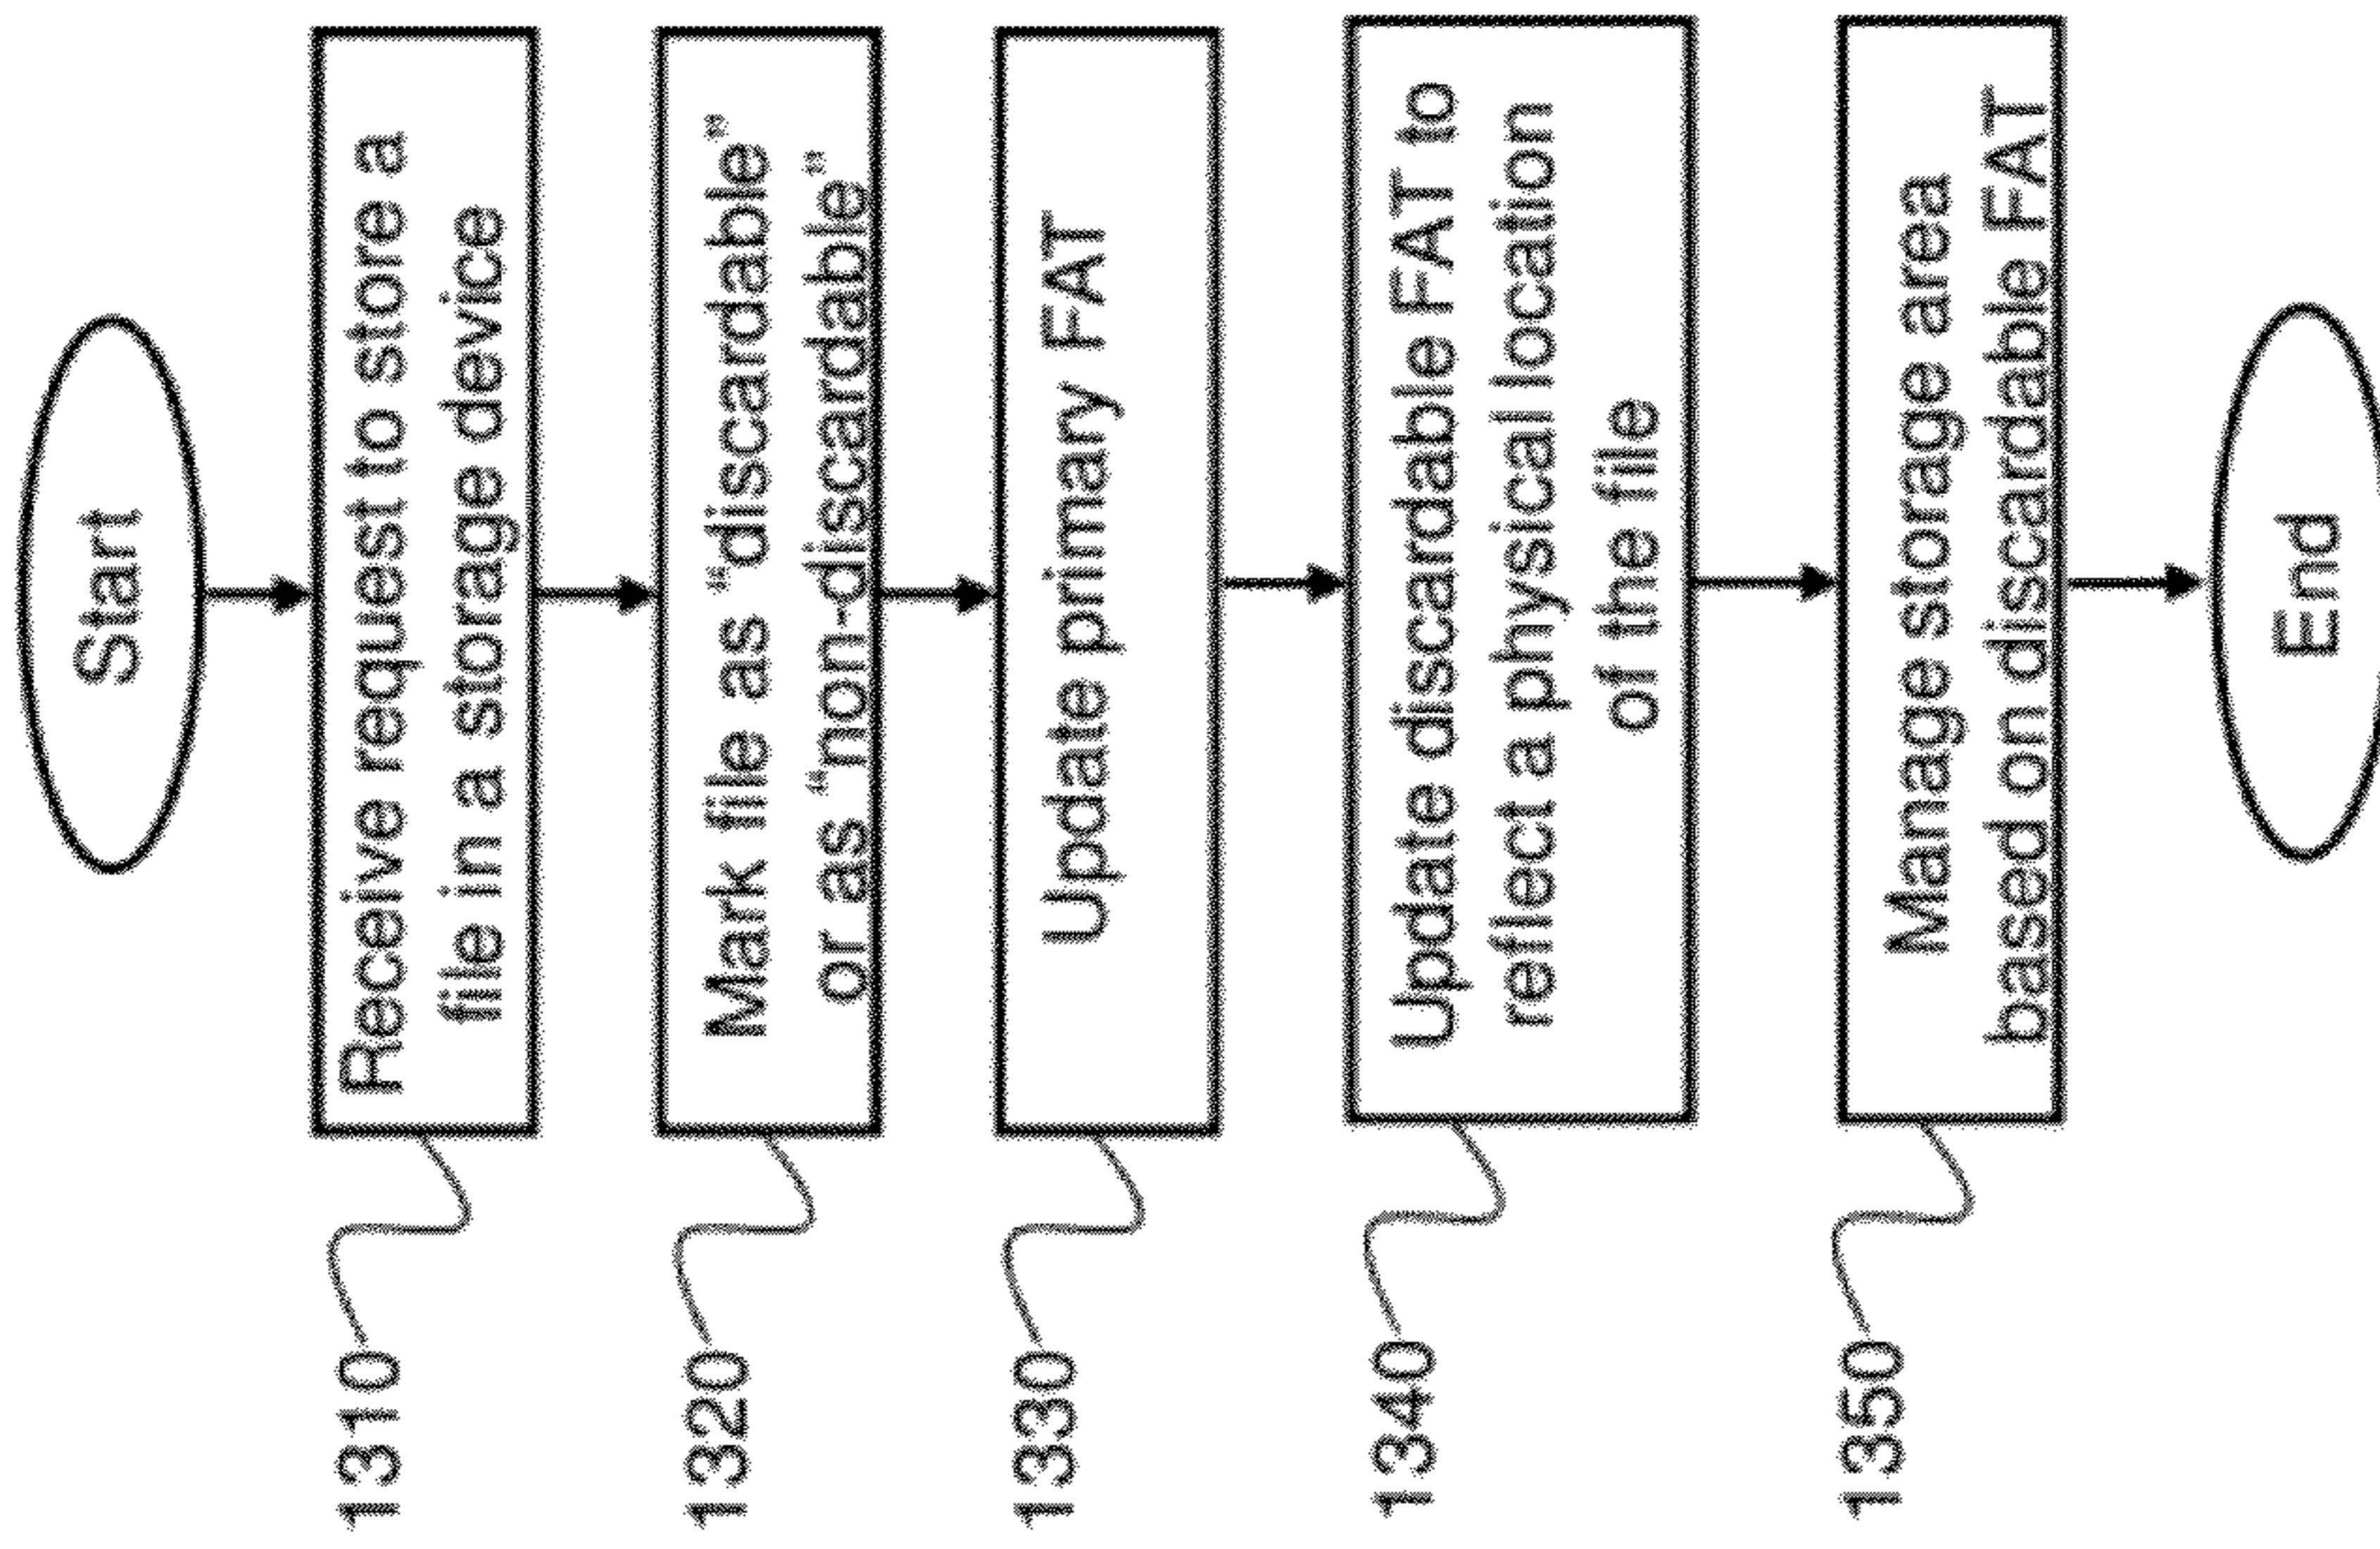 Start
1310
Receive request to store a
file in a storage device
1320
Mark file as "discardable"
or as "non-discardable"
1330
Update primary FAT
1340
Update discardable FAT to
reflect a physical location
of the file
1350
Manage storage area
based on discardable FAT
End